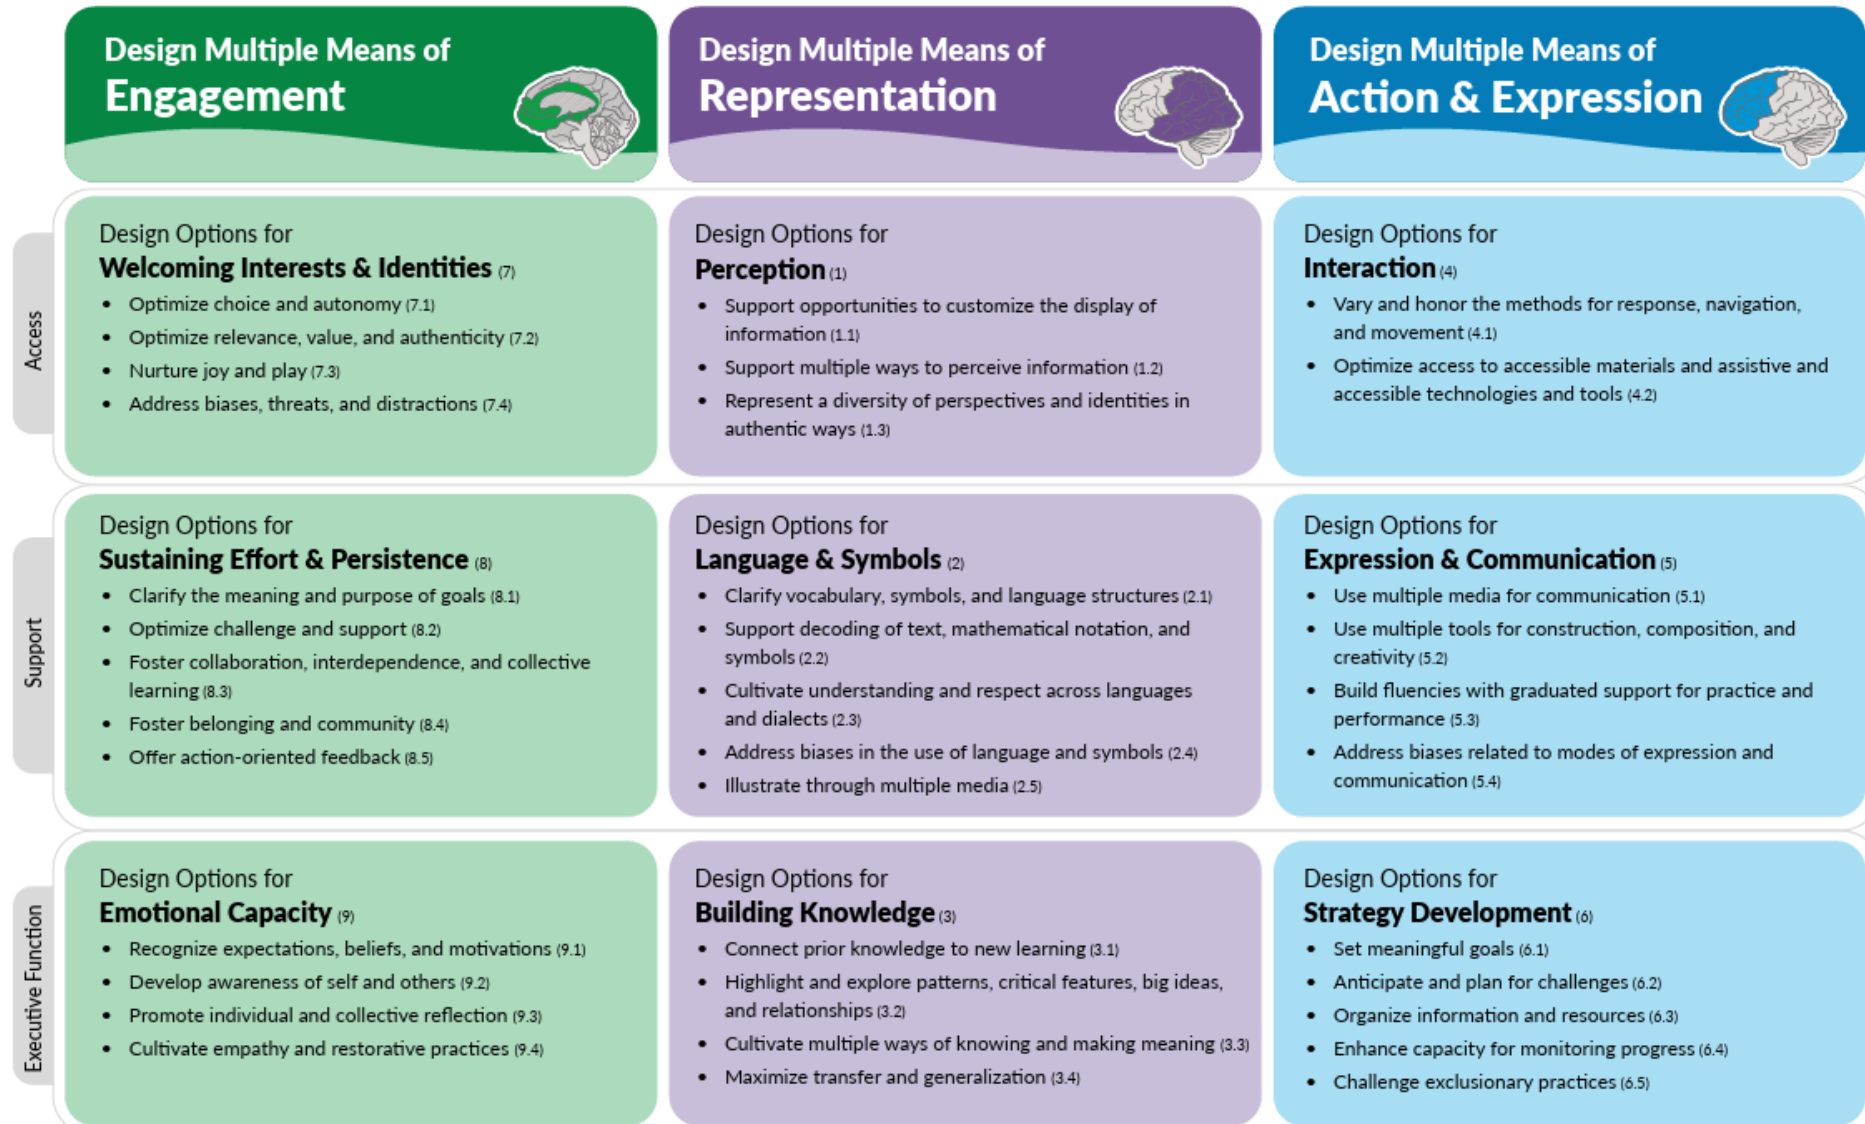 Design Multiple Means of
Engagement
Design Multiple Means of
Representation
Design Multiple Means of
Action & Expression
Access
Design Options for
Welcoming Interests & Identities (7)
• Optimize choice and autonomy (7.1)
• Optimize relevance, value, and authenticity (7.2)
• Nurture joy and play (7.3)
• Address biases, threats, and distractions (7.4)
Design Options for
Perception (1)
• Support opportunities to customize the display of
information (1.1)
• Support multiple ways to perceive information (1.2)
• Represent a diversity of perspectives and identities in
authentic ways (1.3)
Design Options for
Interaction (4)
• Vary and honor the methods for response, navigation,
and movement (4.1)
• Optimize access to accessible materials and assistive and
accessible technologies and tools (4.2)
Support
Design Options for
Sustaining Effort & Persistence (8)
• Clarify the meaning and purpose of goals (8.1)
• Optimize challenge and support (8.2)
• Foster collaboration, interdependence, and collective
learning (8.3)
• Foster belonging and community (8.4)
• Offer action-oriented feedback (8.5)
Design Options for
Language & Symbols (2)
• Clarify vocabulary, symbols, and language structures (2.1)
• Support decoding of text, mathematical notation, and
symbols (2.2)
• Cultivate understanding and respect across languages
and dialects (2.3)
• Address biases in the use of language and symbols (2.4)
• Illustrate through multiple media (2.5)
Design Options for
Expression & Communication (5)
• Use multiple media for communication (5.1)
• Use multiple tools for construction, composition, and
creativity (5.2)
• Build fluencies with graduated support for practice and
performance (5.3)
• Address biases related to modes of expression and
communication (5.4)
Executive Function
Design Options for
Emotional Capacity (9)
• Recognize expectations, beliefs, and motivations (9.1)
• Develop awareness of self and others (9.2)
• Promote individual and collective reflection (9.3)
• Cultivate empathy and restorative practices (9.4)
Design Options for
Building Knowledge (3)
• Connect prior knowledge to new learning (3.1)
• Highlight and explore patterns, critical features, big ideas,
and relationships (3.2)
• Cultivate multiple ways of knowing and making meaning (3.3)
• Maximize transfer and generalization (3.4)
Design Options for
Strategy Development (6)
• Set meaningful goals (6.1)
• Anticipate and plan for challenges (6.2)
• Organize information and resources (6.3)
• Enhance capacity for monitoring progress (6.4)
• Challenge exclusionary practices (6.5)